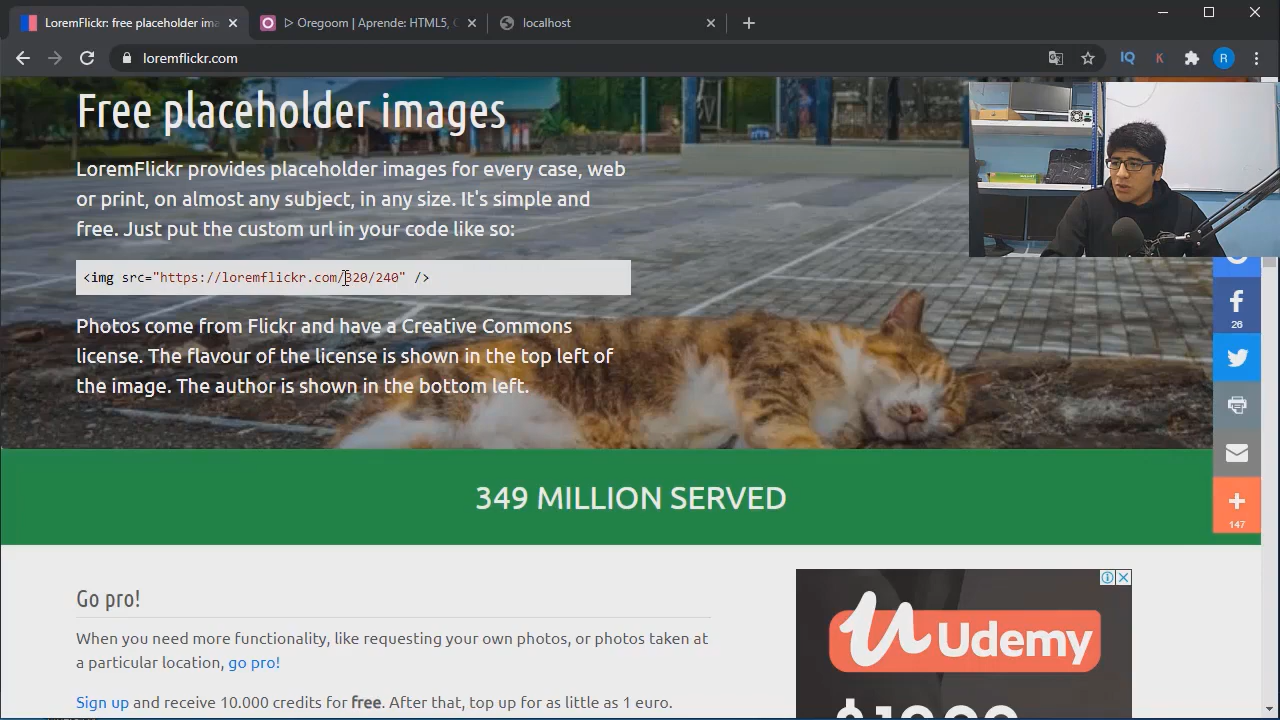 LoremFlickr: free placeholder ima
Oregoom | Aprende: HTML5, C
localhost
loremflickr.com
R
Free placeholder images
LoremFlickr provides placeholder images for every case, web
or print, on almost any subject, in any size. It's simple and
free. Just put the custom url in your code like so:
<img src="https://loremflickr.com/320/240" />
Photos come from Flickr and have a Creative Commons
license. The flavour of the license is shown in the top left of
the image. The author is shown in the bottom left.
26
147
349 MILLION SERVED
Go pro!
When you need more functionality, like requesting your own photos, or photos taken at
a particular location, go pro!
Sign up and receive 10.000 credits for free. After that, top up for as little as 1 euro.
Udemy